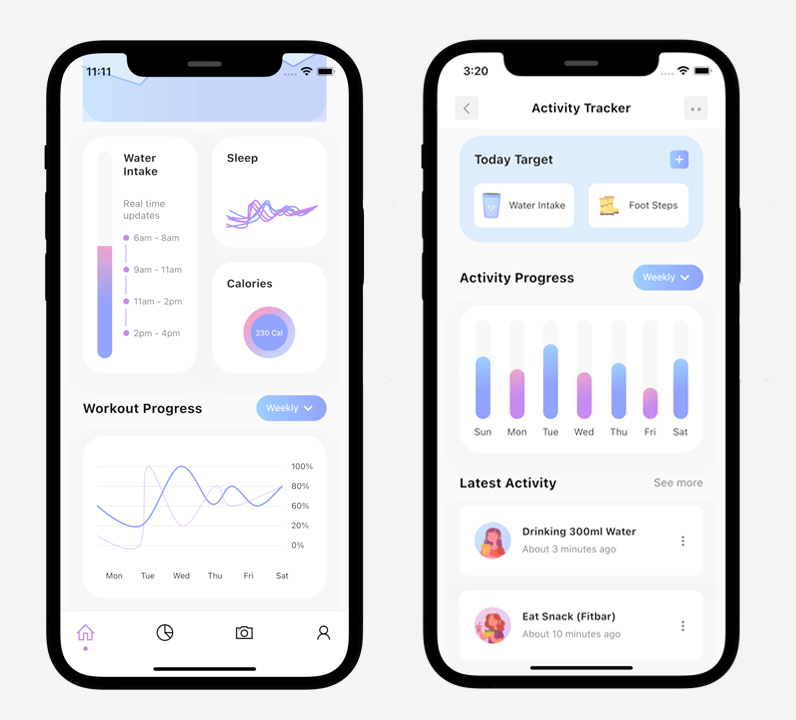 11:11
Water
Intake
Real time
updates
6am - 8am
9am - 11am
11am - 2pm
2pm - 4pm
Sleep
Calories
230 Cal
Workout Progress
Weekly
100%
80%
60%
20%
0%
Mon Tue Wed Thu Fri Sat
3:20
Activity Tracker
Today Target
Water Intake
Foot Steps
Activity Progress
Weekly
Sun Mon Tue Wed Thu Fri Sat
Latest Activity
See more
Drinking 300ml Water
About 3 minutes ago
Eat Snack (Fitbar)
About 10 minutes ago